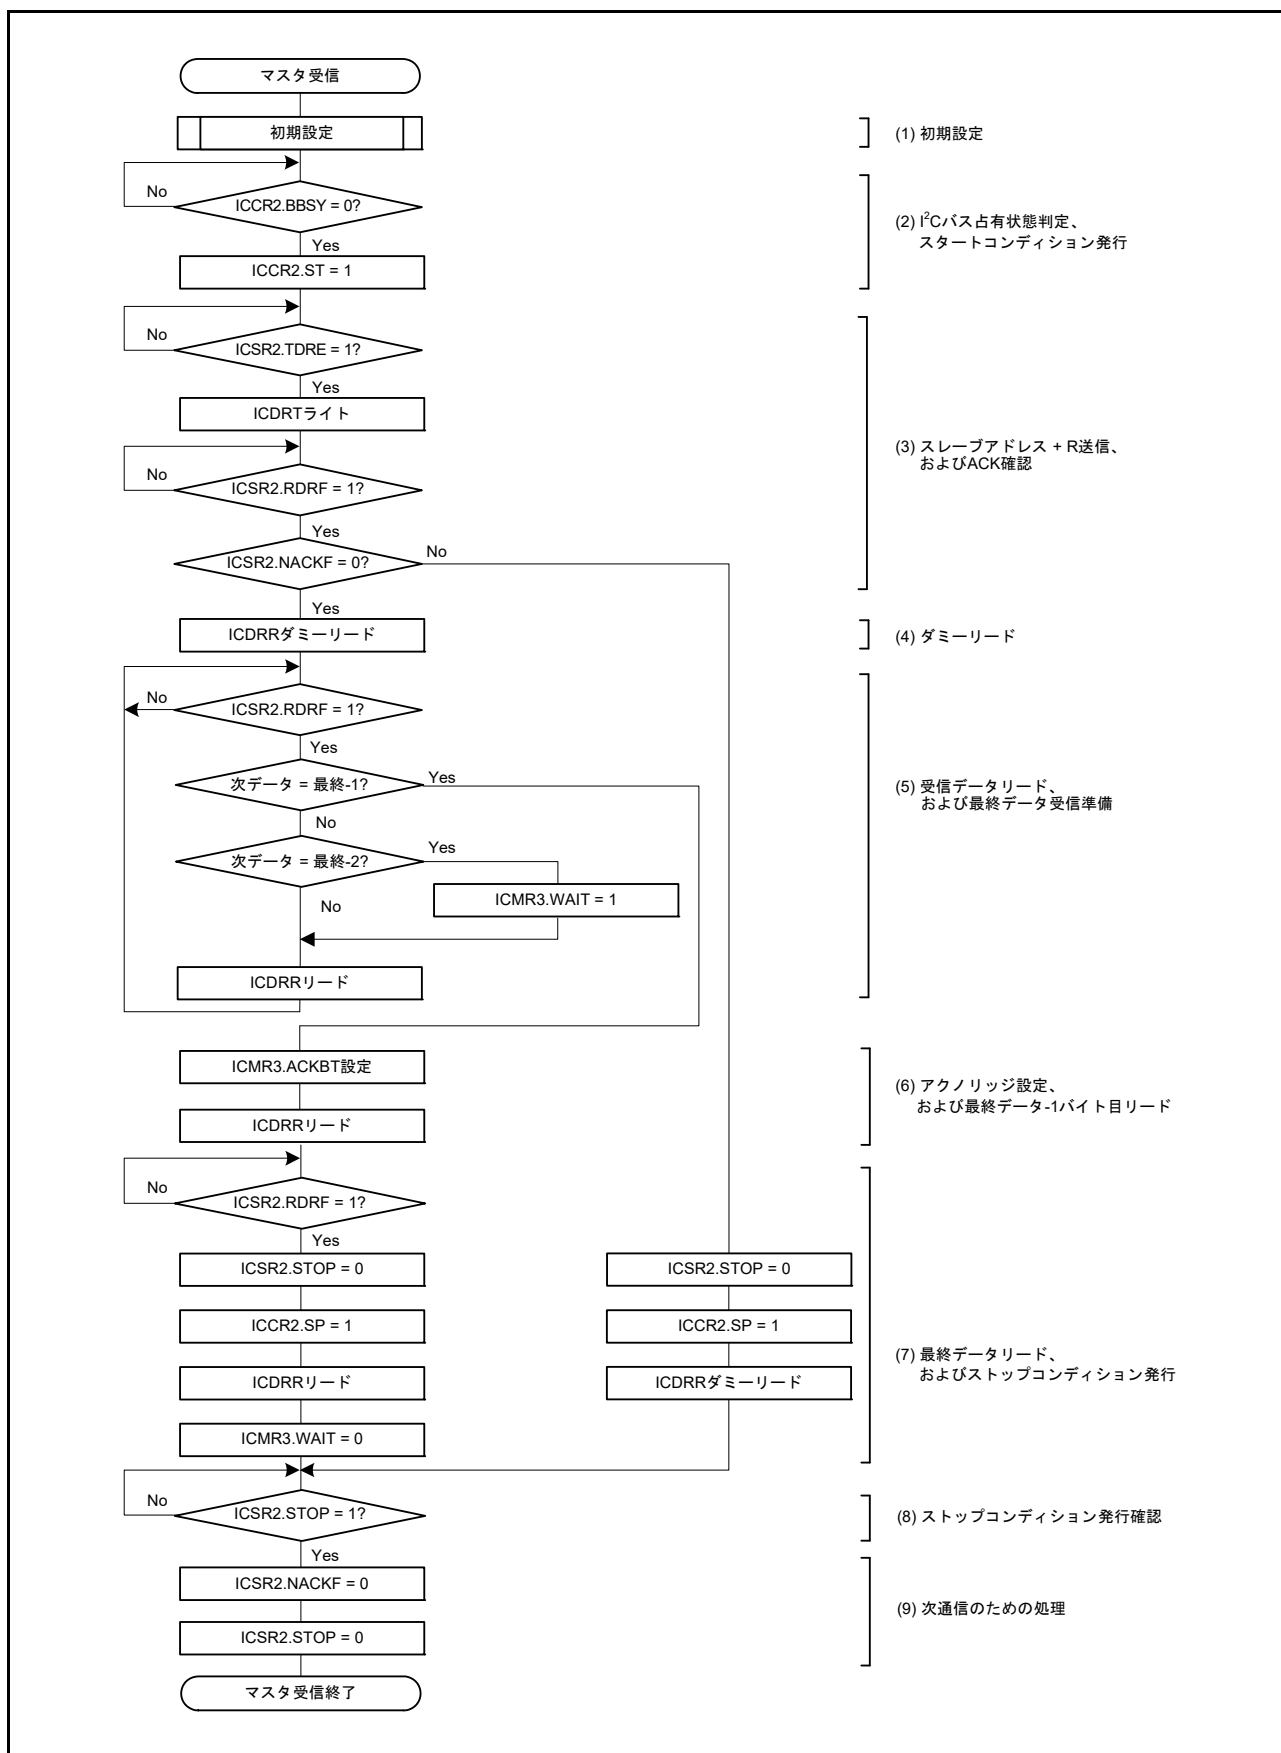 マスタ受信
初期設定
(1) 初期設定
No
ICCR2.BBSY = 0?
Yes
ICCR2.ST = 1
(2) I²Cバス占有状態判定、
スタートコンディション発行
No
ICSR2.TDRE = 1?
Yes
ICDRTライト
No
ICSR2.RDRF = 1?
Yes
ICSR2.NACKF = 0?
No
Yes
(3) スレーブアドレス + R送信、
およびACK確認
ICDRRダミーリード
(4) ダミーリード
No
ICSR2.RDRF = 1?
Yes
次データ = 最終-1?
Yes
No
次データ = 最終-2?
Yes
ICMR3.WAIT = 1
No
ICDRRリード
(5) 受信データリード、
および最終データ受信準備
ICMR3.ACKBT設定
ICDRRリード
(6) アクノリッジ設定、
および最終データ-1バイト目リード
No
ICSR2.RDRF = 1?
Yes
ICSR2.STOP = 0
ICCR2.SP = 1
ICDRRリード
ICMR3.WAIT = 0
ICSR2.STOP = 0
ICCR2.SP = 1
ICDRRダミーリード
(7) 最終データリード、
およびストップコンディション発行
No
ICSR2.STOP = 1?
Yes
(8) ストップコンディション発行確認
ICSR2.NACKF = 0
ICSR2.STOP = 0
(9) 次通信のための処理
マスタ受信終了